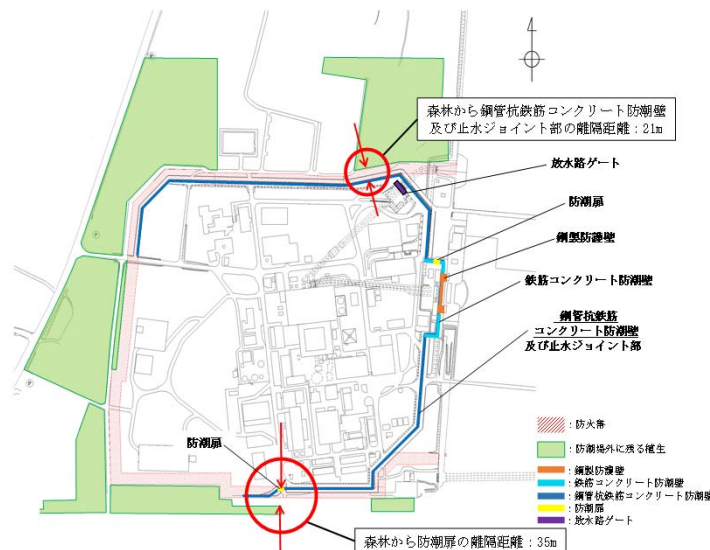 4
森林から鋼管杭鉄筋コンクリート防潮壁
及び止水ジョイント部の離隔距離：21m
放水路ゲート
防潮扉
鋼製防護壁
鉄筋コンクリート防潮壁
鋼管杭鉄筋
コンクリート防潮壁
及び止水ジョイント部
防潮扉
：防火帯
：防潮堤外に残る植生
：鋼製防護壁
：鉄筋コンクリート防潮壁
：鋼管杭鉄筋コンクリート防潮壁
：防潮扉
：放水路ゲート
森林から防潮扉の離隔距離：35m